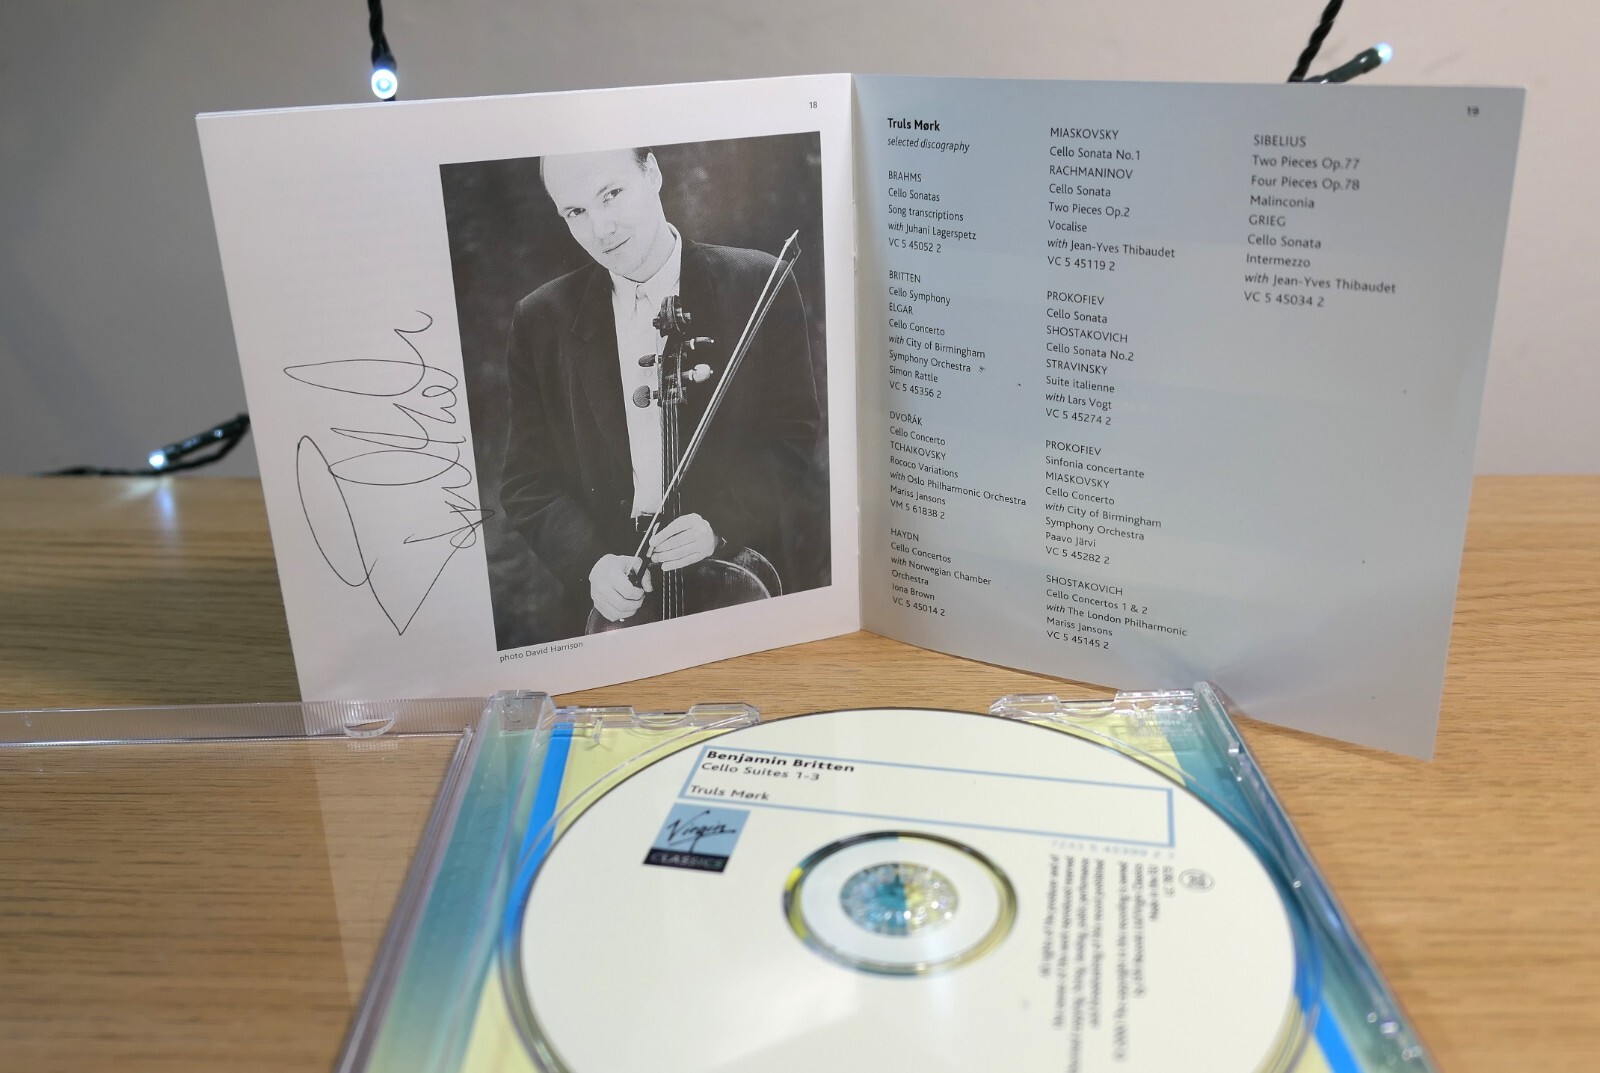 18
photo David Harrison
19
Truls Mørk
selected discography
BRAHMS
Cello Sonatas
Song transcriptions
with Juhani Lagerspetz
VC 5 45052 2
BRITTEN
Cello Symphony
ELGAR
Cello Concerto
with City of Birmingham
Symphony Orchestra
Simon Rattle
VC 5 45356 2
DVOŘÁK
Cello Concerto
TCHAIKOVSKY
Rococo Variations
with Oslo Philharmonic Orchestra
Mariss Jansons
VM 5 61838 2
HAYDN
Cello Concertos
with Norwegian Chamber
Orchestra
Iona Brown
VC 5 45014 2
MIASKOVSKY
Cello Sonata No.1
RACHMANINOV
Cello Sonata
Two Pieces Op.2
Vocalise
with Jean-Yves Thibaudet
VC 5 45119 2
PROKOFIEV
Cello Sonata
SHOSTAKOVICH
Cello Sonata No.2
STRAVINSKY
Suite italienne
with Lars Vogt
VC 5 45274 2
PROKOFIEV
Sinfonia concertante
MIASKOVSKY
Cello Concerto
with City of Birmingham
Symphony Orchestra
Paavo Järvi
VC 5 45282 2
SHOSTAKOVICH
Cello Concertos 1 & 2
with The London Philharmonic
Mariss Jansons
VC 5 45145 2
SIBELIUS
Two Pieces Op.77
Four Pieces Op.78
Malinconia
GRIEG
Cello Sonata
Intermezzo
with Jean-Yves Thibaudet
VC 5 45034 2
Benjamin Britten
Cello Suites 1-3
Truls Mørk
Virgin
CLASSICS